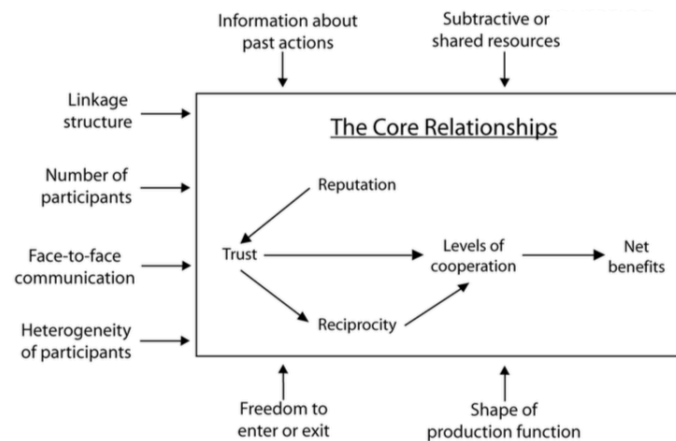 Information about
past actions
Subtractive or
shared resources
Linkage
structure
The Core Relationships
Number of
participants
Reputation
Face-to-face
communication
Trust
Levels of
cooperation
Net
benefits
Heterogeneity
of participants
Reciprocity
Freedom to
enter or exit
Shape of
production function